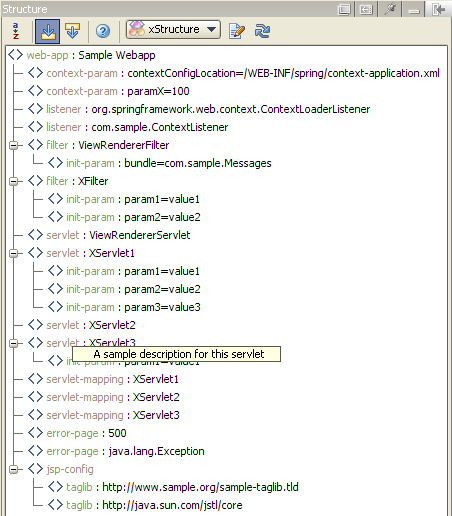 Structure
a
z
xStructure
web-app : Sample Webapp
context-param : contextConfigLocation=/WEB-INF/spring/context-application.xml
context-param : paramX=100
listener : org.springframework.web.context.ContextLoaderListener
listener : com.sample.ContextListener
filter : ViewRendererFilter
init-param : bundle=com.sample.Messages
filter : XFilter
init-param : param1=value1
init-param : param2=value2
servlet : ViewRendererServlet
servlet : XServlet1
init-param : param1=value1
init-param : param2=value2
init-param : param3=value3
servlet : XServlet2
servlet : XServlet3
A sample description for this servlet
init-param : param1=value1
servlet-mapping : XServlet1
servlet-mapping : XServlet2
servlet-mapping : XServlet3
error-page : 500
error-page : java.lang.Exception
jsp-config
taglib : http://www.sample.org/sample-taglib.tld
taglib : http://java.sun.com/jstl/core